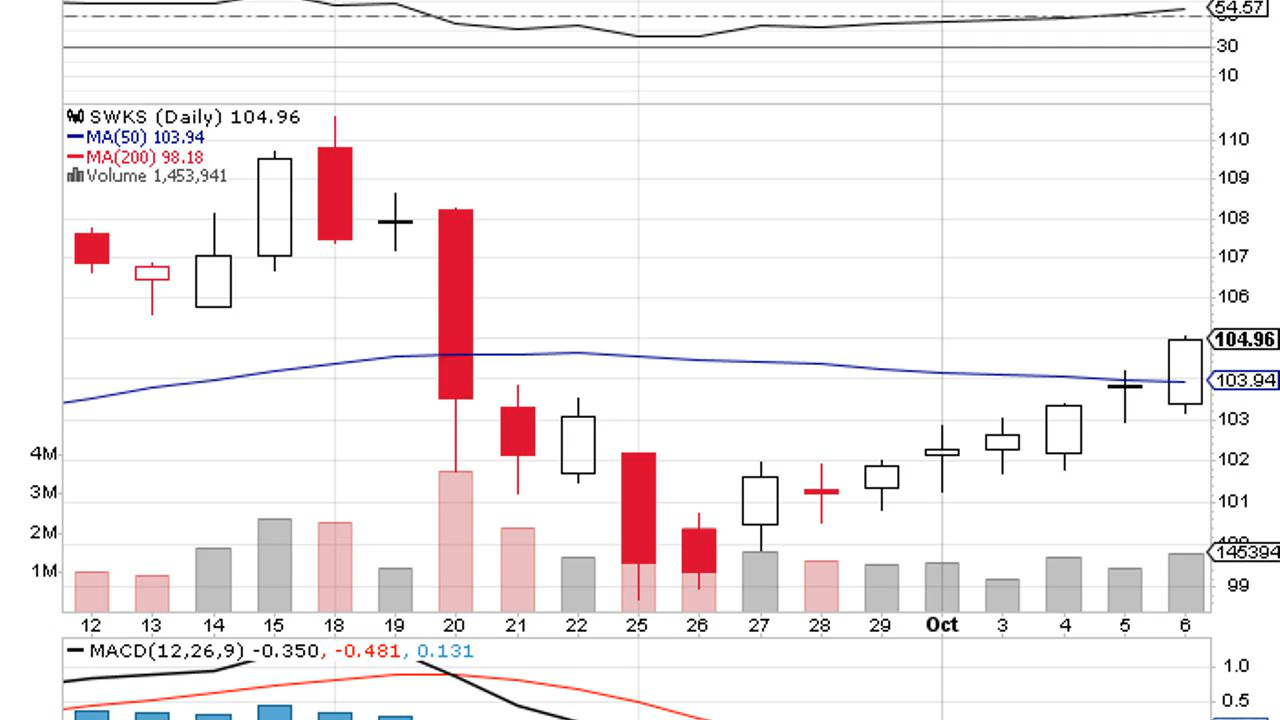 54.57
30
10
SWKS (Daily) 104.96
MA(50) 103.94
MA(200) 98.18
Volume 1,453,941
110
109
108
107
106
104.96
103.94
103
102
101
145394
99
4M
3M
2M
1M
12 13 14 15 18 19 20 21 22 25 26 27 28 29 Oct 3 4 5 6
MACD(12,26,9) -0.350, -0.481, 0.131
1.0
0.5